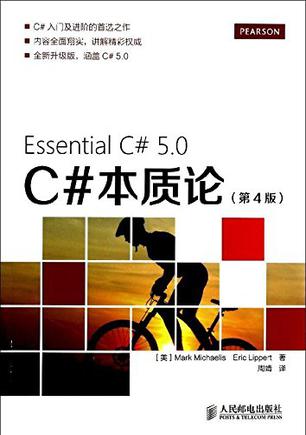 ▪ C# 入门及进阶的首选之作
▪ 内容全面翔实，讲解精彩权威
▪ 全新升级版，涵盖 C# 5.0
PEARSON
Essential C# 5.0
C#本质论（第4版）
［美］Mark Michaelis Eric Lippert 著
周靖 译
人民邮电出版社
POSTS & TELECOM PRESS